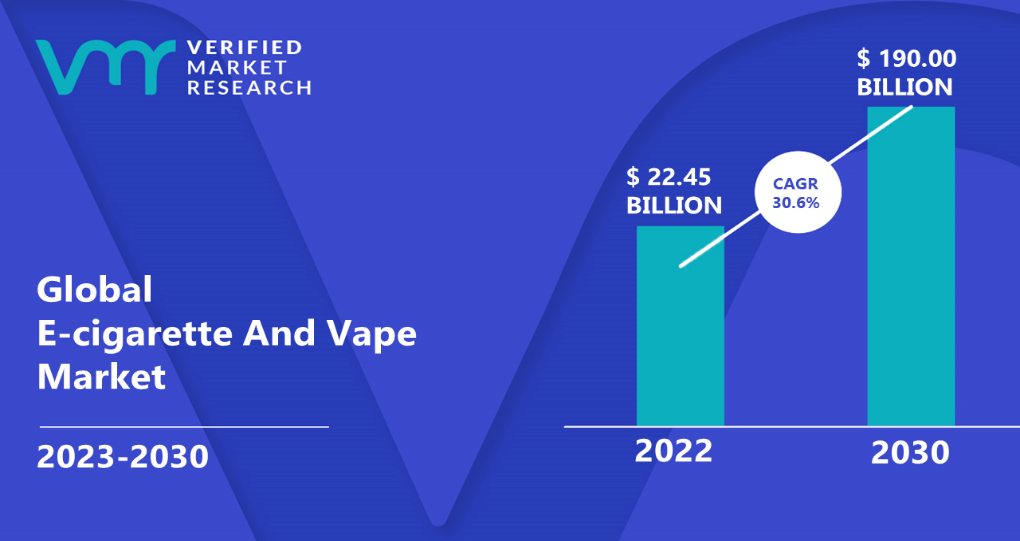 vmr
VERIFIED
MARKET
RESEARCH
Global
E-cigarette And Vape
Market
2023-2030
$ 22.45
BILLION
CAGR
30.6%
$ 190.00
BILLION
2022
2030